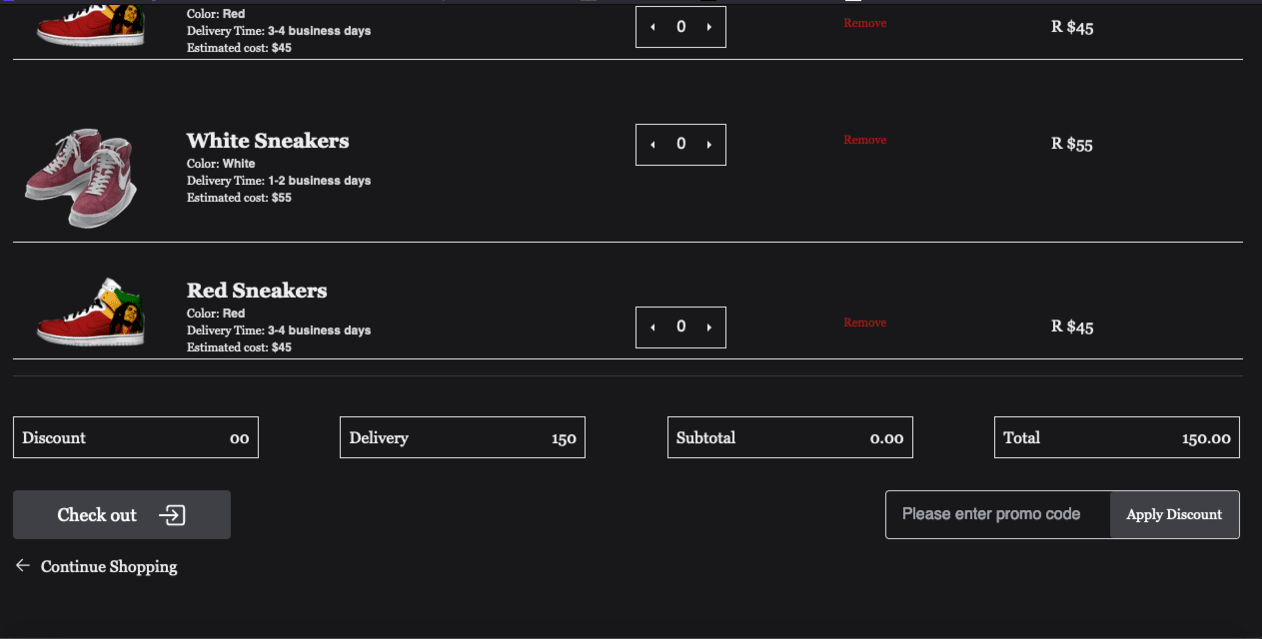 Color: Red
Delivery Time: 3-4 business days
Estimated cost: $45
0
Remove
R $45
White Sneakers
Color: White
Delivery Time: 1-2 business days
Estimated cost: $55
0
Remove
R $55
Red Sneakers
Color: Red
Delivery Time: 3-4 business days
Estimated cost: $45
0
Remove
R $45
Discount 00
Delivery 150
Subtotal 0.00
Total 150.00
Check out
Please enter promo code
Apply Discount
Continue Shopping